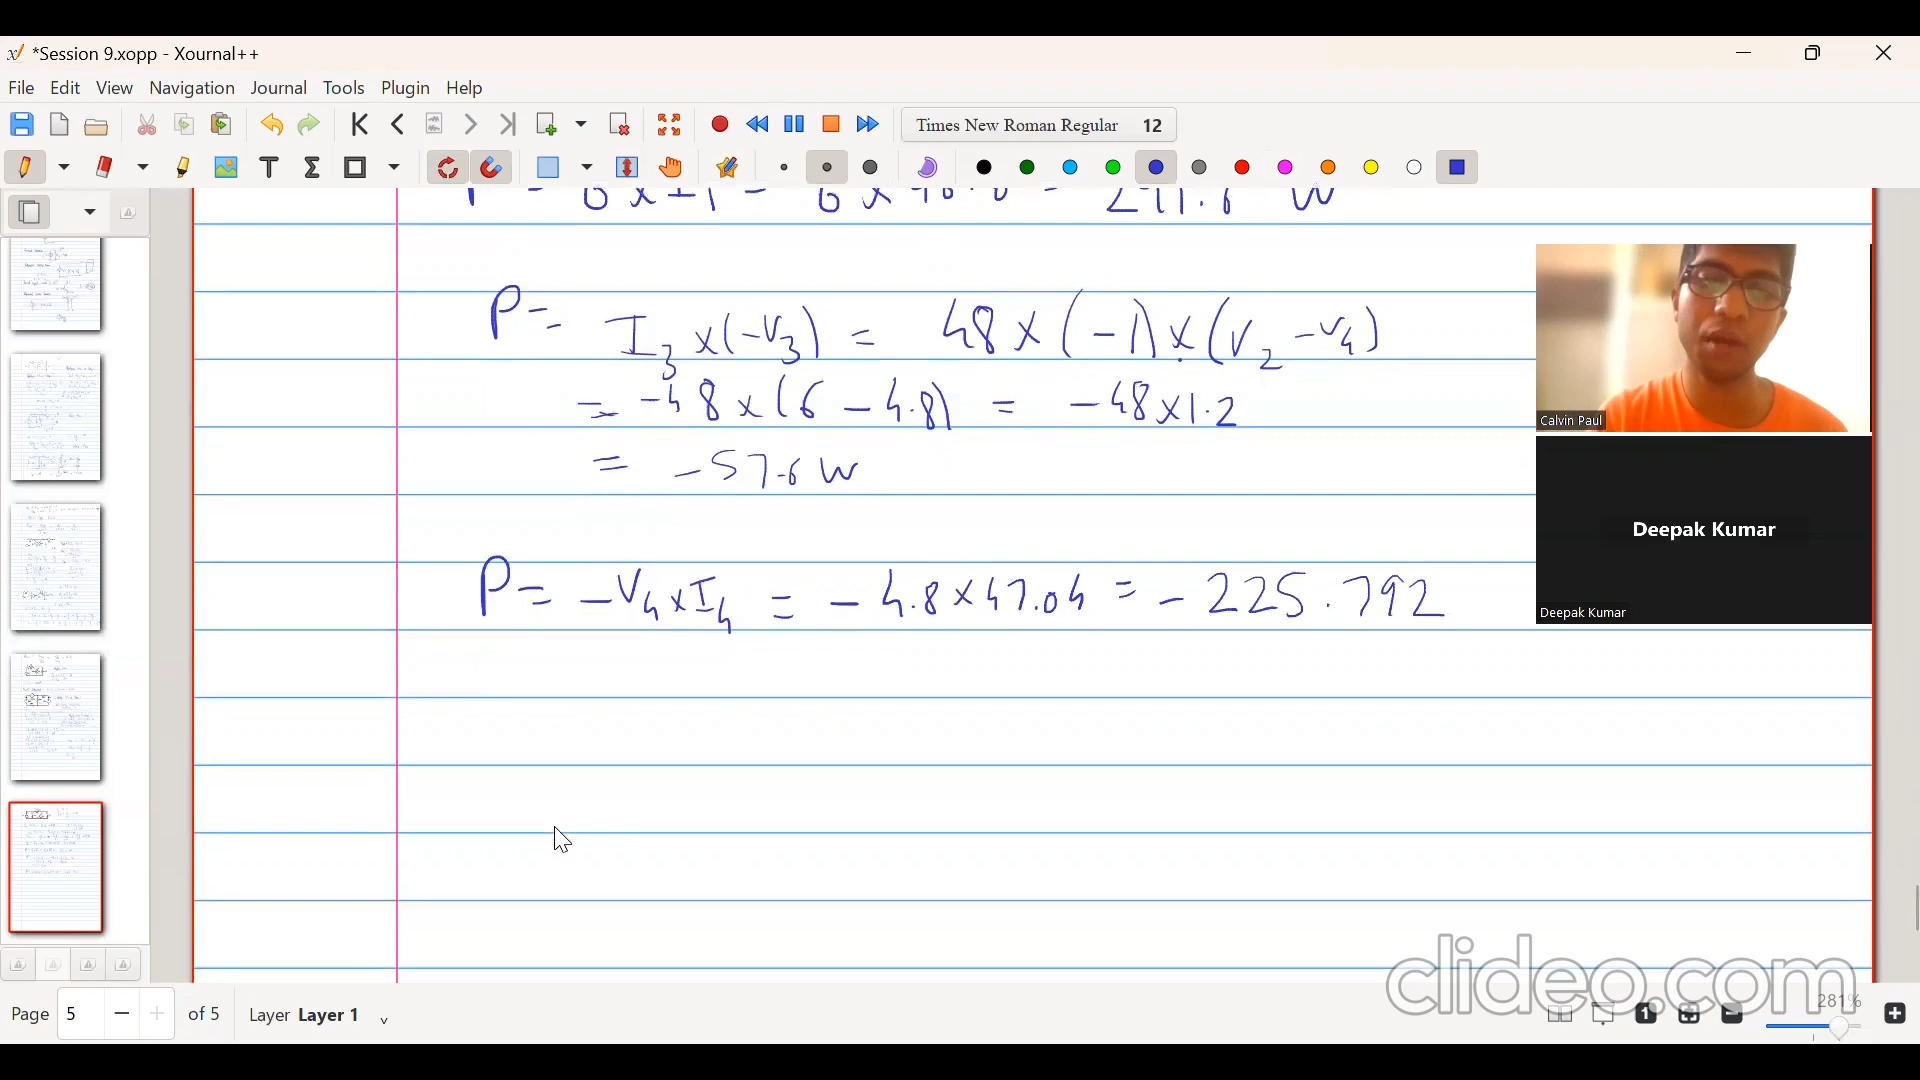 *Session 9.xopp - Xournal++
File Edit View Navigation Journal Tools Plugin Help
Times New Roman Regular 12
P = I3 x(-V3) = 48 x (-1) x (V2 -V4)
= -48 x (6 - 4.8) = -48 x1.2
= -57.6 W
P = -V4 x I4 = - 4.8 x 47.04 = - 225.792
Calvin Paul
Deepak Kumar
Deepak Kumar
clideo.com
Page 5 of 5 Layer Layer 1 281%